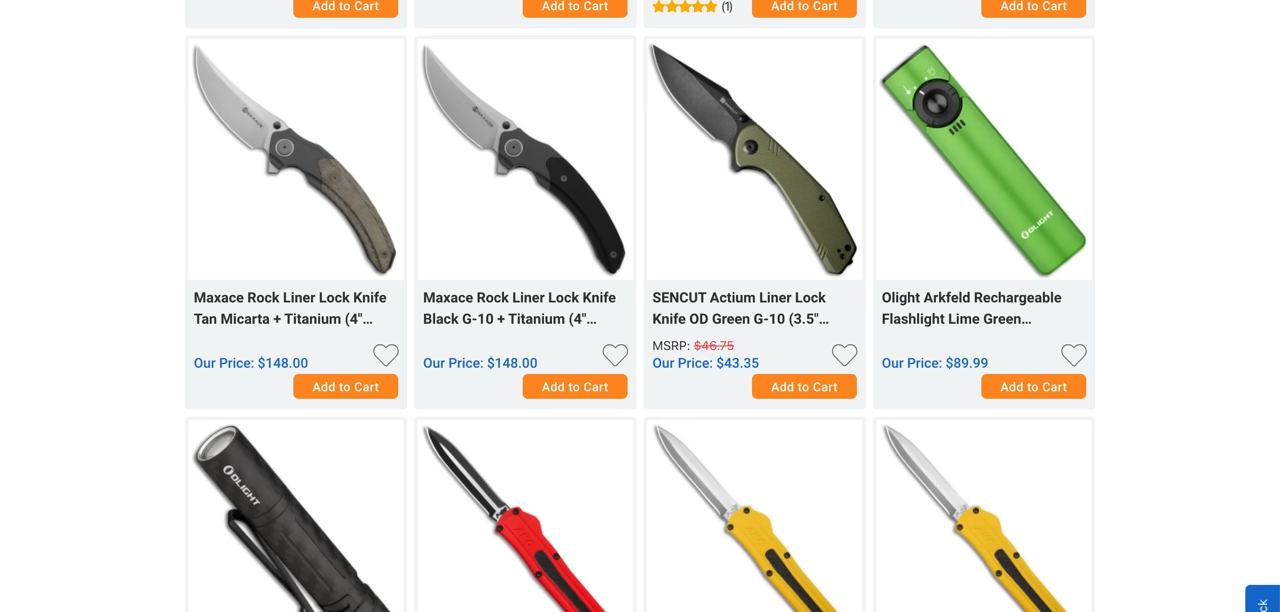 Add to Cart
Add to Cart
(1)
Add to Cart
Add to Cart
OLIGHT
Maxace Rock Liner Lock Knife
Tan Micarta + Titanium (4"...
Our Price: $148.00
Add to Cart
Maxace Rock Liner Lock Knife
Black G-10 + Titanium (4"...
Our Price: $148.00
Add to Cart
SENCUT Actium Liner Lock
Knife OD Green G-10 (3.5"...
MSRP: $46.75
Our Price: $43.35
Add to Cart
Olight Arkfeld Rechargeable
Flashlight Lime Green...
Our Price: $89.99
Add to Cart
OLIGHT